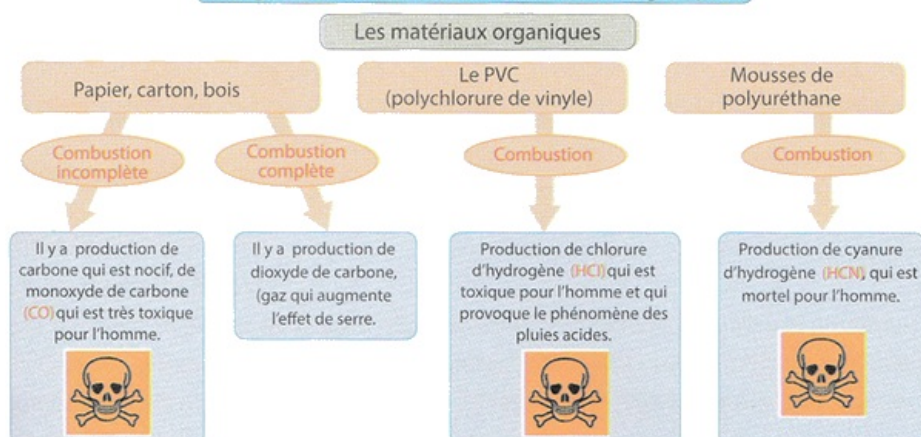 Les matériaux organiques
Papier, carton, bois
Le PVC
(polychlorure de vinyle)
Mousses de
polyuréthane
Combustion
incomplète
Combustion
complète
Combustion
Combustion
Il y a production de
carbone qui est nocif, de
monoxyde de carbone
(CO) qui est très toxique
pour l'homme.
Il y a production de
dioxyde de carbone,
(gaz qui augmente
l'effet de serre.
Production de chlorure
d'hydrogène (HCl) qui est
toxique pour l'homme et qui
provoque le phénomène des
pluies acides.
Production de cyanure
d'hydrogène (HCN), qui est
mortel pour l'homme.